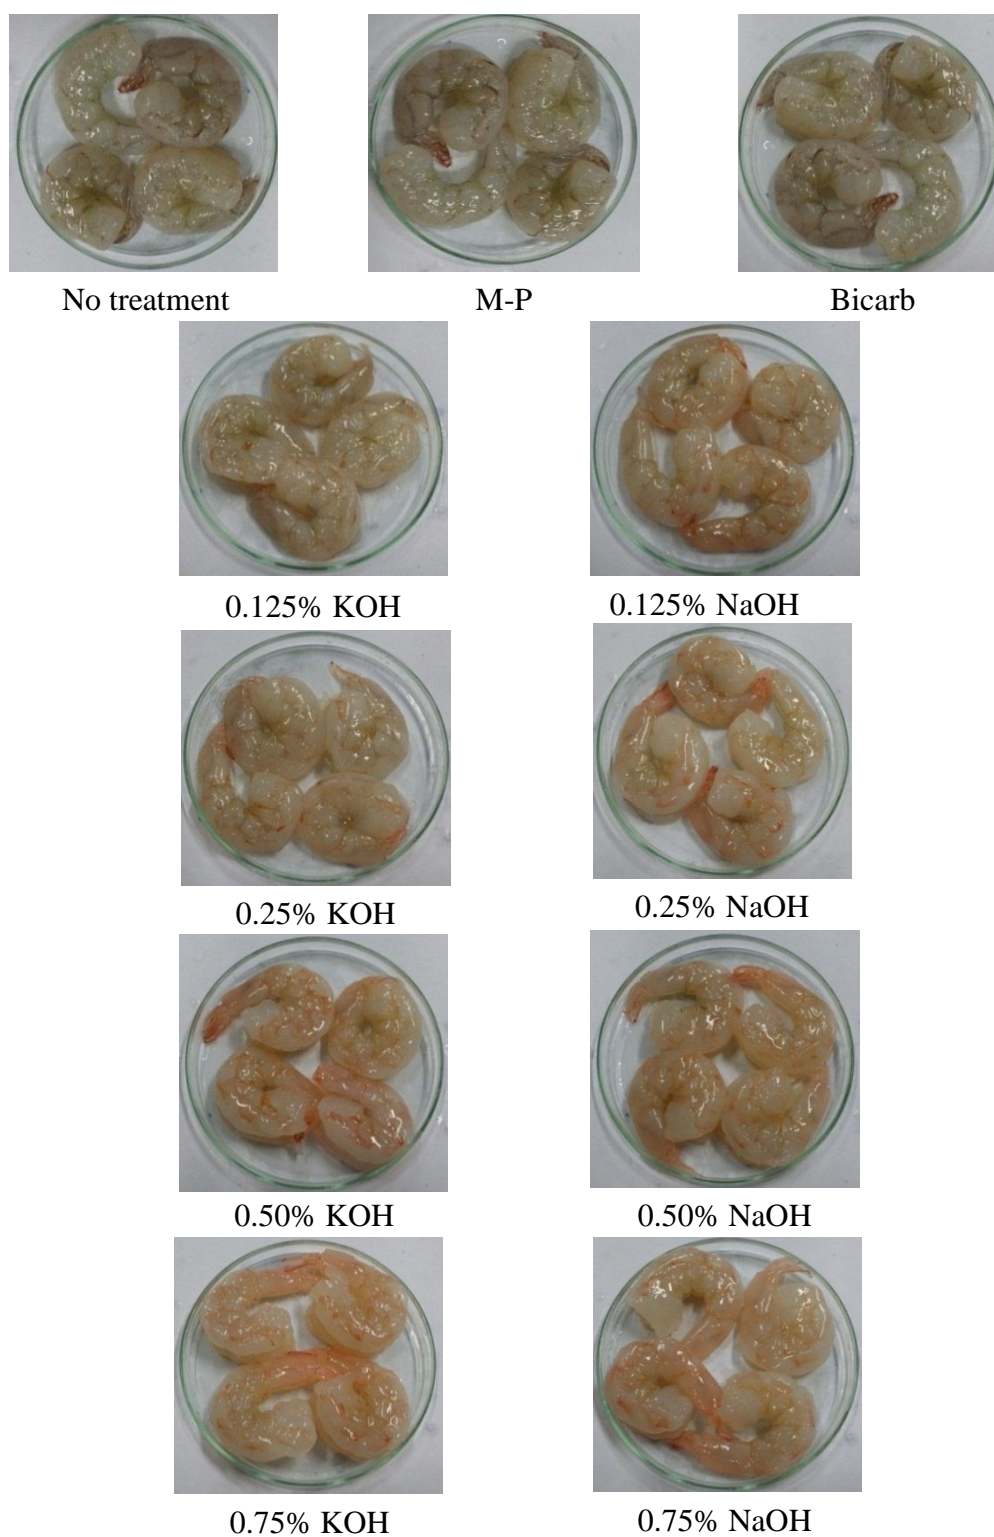 No treatment
M-P
Bicarb
0.125% KOH
0.125% NaOH
0.25% KOH
0.25% NaOH
0.50% KOH
0.50% NaOH
0.75% KOH
0.75% NaOH